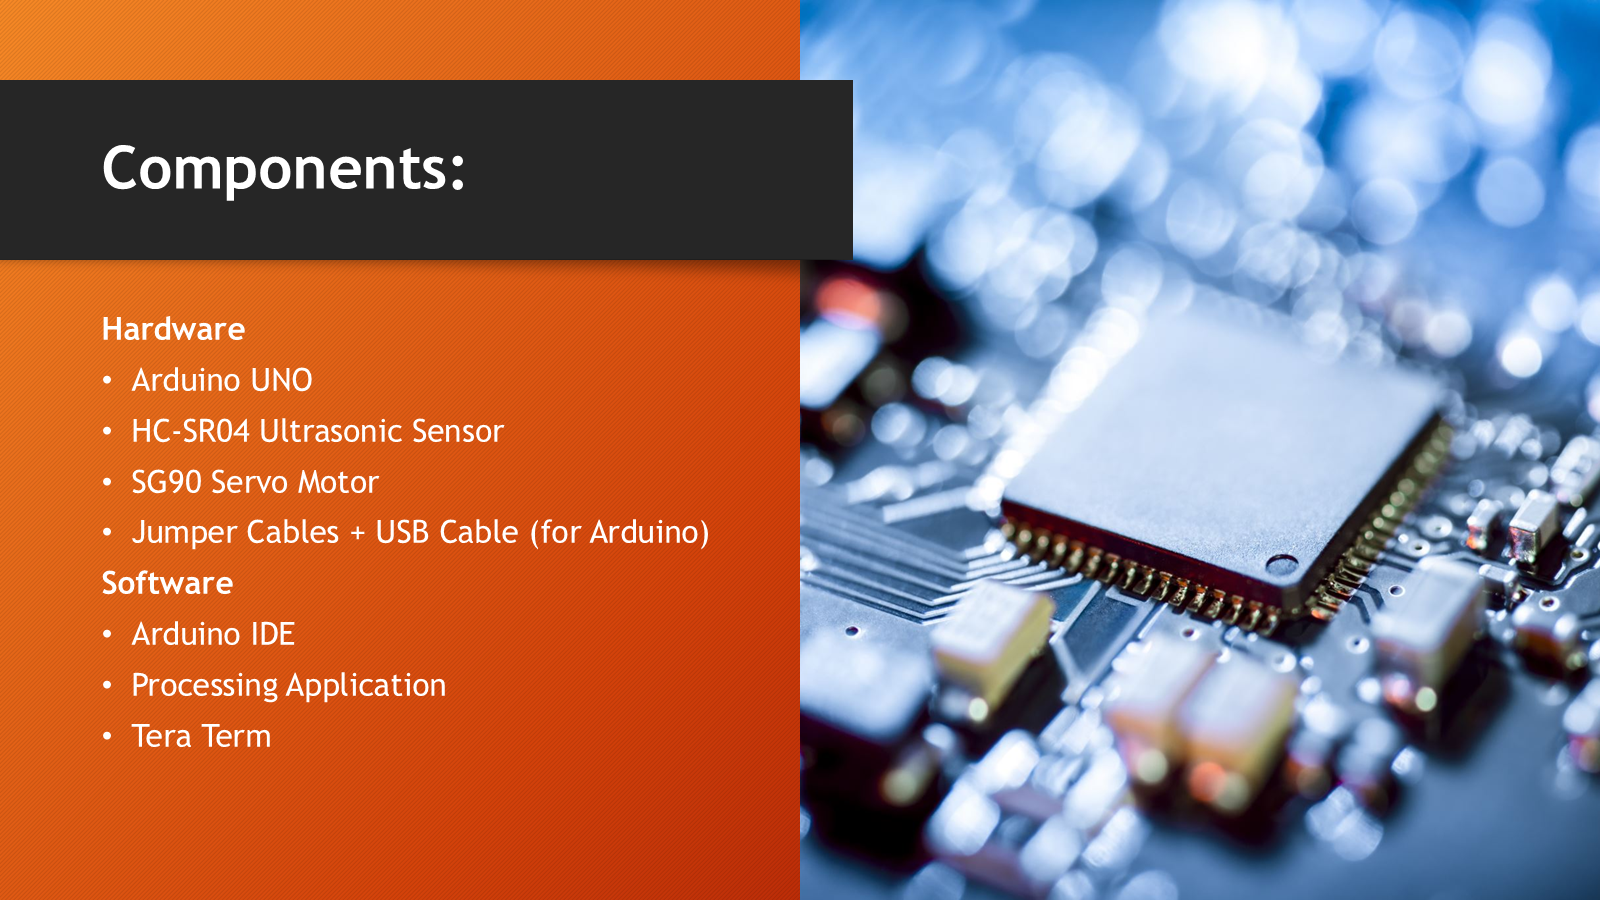 Components:
Hardware
• Arduino UNO
• HC-SR04 Ultrasonic Sensor
• SG90 Servo Motor
• Jumper Cables + USB Cable (for Arduino)
Software
• Arduino IDE
• Processing Application
• Tera Term